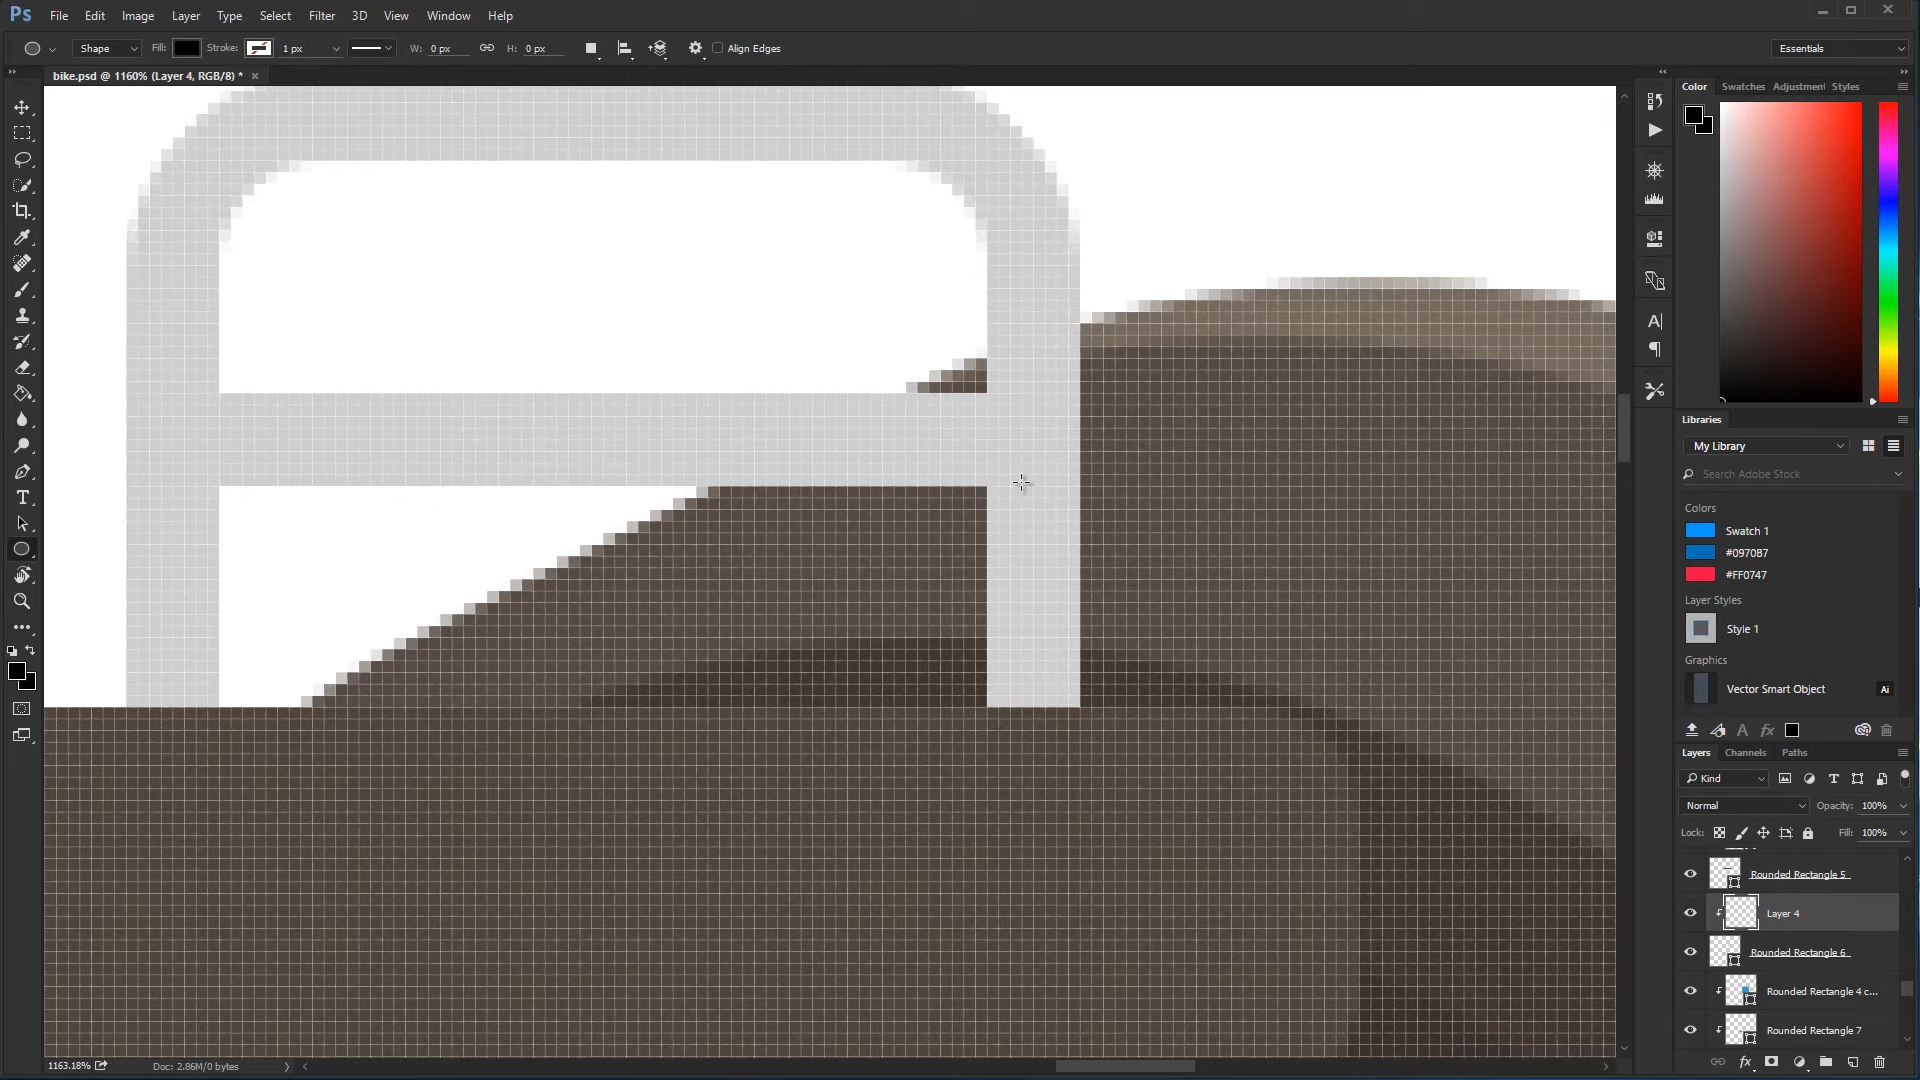 Ps File Edit Image Layer Type Select Filter 3D View Window Help
Shape Fill: Stroke: 1 px W: 0 px H: 0 px Align Edges Essentials
bike.psd @ 1160% (Layer 4, RGB/8) * ×
Color Swatches Adjustment Styles
Libraries
My Library
Search Adobe Stock
Colors
Swatch 1
#0970B7
#FF0747
Layer Styles
Style 1
Graphics
Vector Smart Object Ai
Layers Channels Paths
Kind
Normal Opacity: 100%
Lock: Fill: 100%
Rounded Rectangle 5
Layer 4
Rounded Rectangle 6
Rounded Rectangle 4 c...
Rounded Rectangle 7
1163.18% Doc: 2.86M/0 bytes